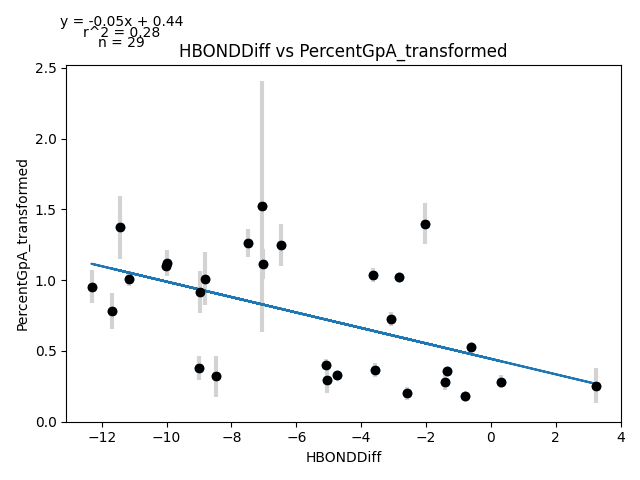 y = -0.05x + 0.44
r^2 = 0.28
n = 29
HBONDDiff vs PercentGpA_transformed
2.5
2.0
1.5
1.0
0.5
0.0
PercentGpA_transformed
−12
−10
−8
−6
−4
−2
0
2
4
HBONDDiff